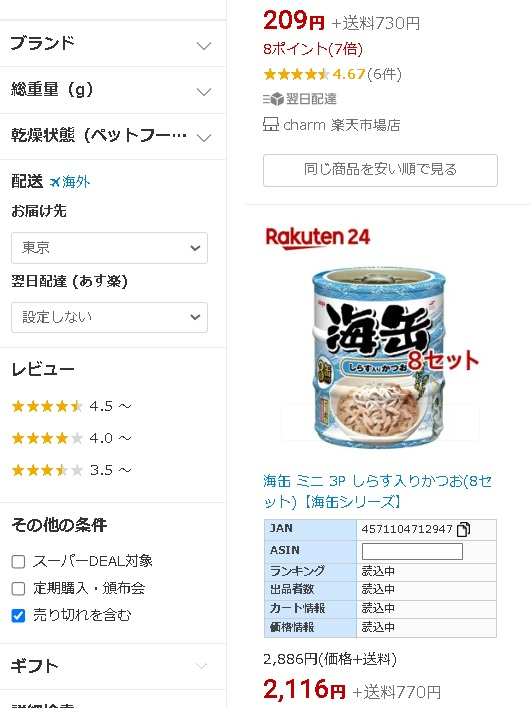 ブランド
総重量（g）
乾燥状態（ペットフー…
配送 海外
お届け先
東京
翌日配達 (あす楽)
設定しない
レビュー
4.5 ～
4.0 ～
3.5 ～
その他の条件
スーパーDEAL対象
定期購入・頒布会
売り切れを含む
ギフト
詳細検索
209円 +送料730円
8ポイント(7倍)
4.67(6件)
翌日配達
charm 楽天市場店
同じ商品を安い順で見る
Rakuten 24
海缶
8セット
しらす入りかつお
海缶 ミニ 3P しらす入りかつお(8セ
ット)【海缶シリーズ】
JAN 4571104712947
ASIN
ランキング 読込中
出品者数 読込中
カート情報 読込中
価格情報 読込中
2,886円(価格+送料)
2,116円 +送料770円